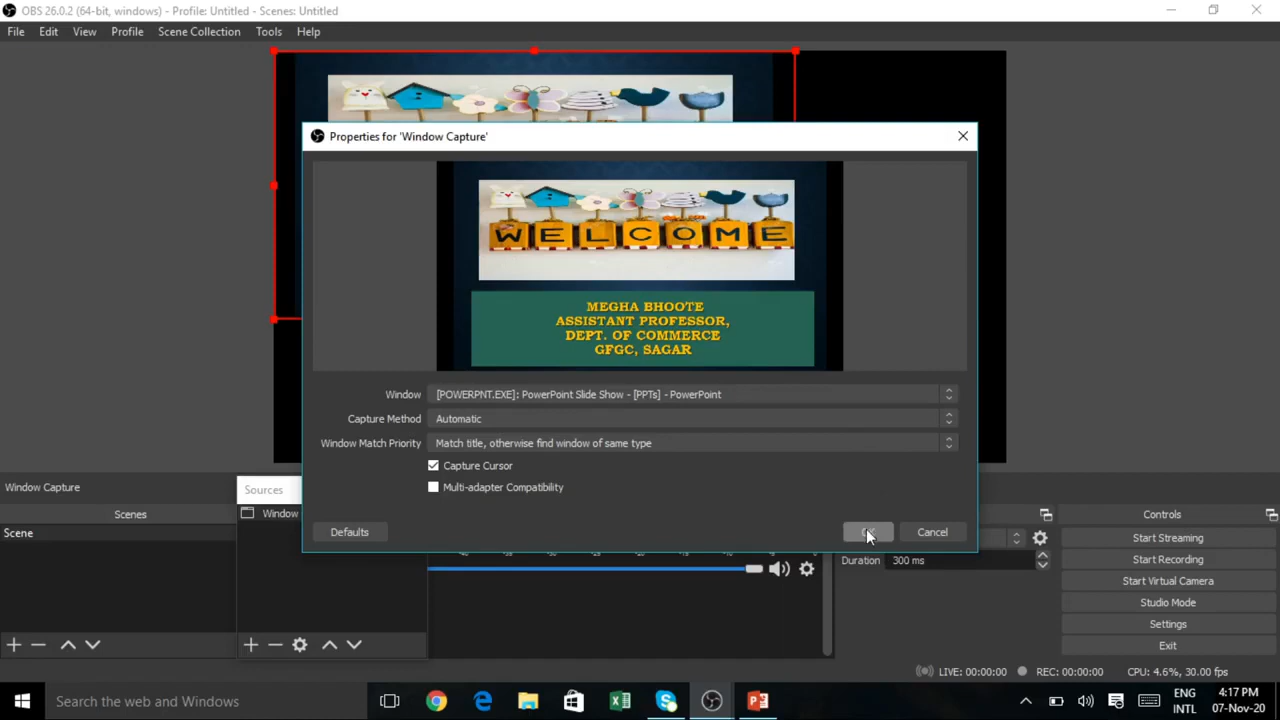 OBS 26.0.2 (64-bit, windows) - Profile: Untitled - Scenes: Untitled
File Edit View Profile Scene Collection Tools Help
Properties for 'Window Capture'
WELCOME
MEGHA BHOOTE
ASSISTANT PROFESSOR,
DEPT. OF COMMERCE
GFGC, SAGAR
Window [POWERPNT.EXE]: PowerPoint Slide Show - [PPTs] - PowerPoint
Capture Method Automatic
Window Match Priority Match title, otherwise find window of same type
Capture Cursor
Multi-adapter Compatibility
Defaults Cancel
Window Capture
Sources
Scenes
Scene
Window
Controls
Start Streaming
Duration 300 ms
Start Recording
Start Virtual Camera
Studio Mode
Settings
Exit
LIVE: 00:00:00 REC: 00:00:00 CPU: 4.6%, 30.00 fps
Search the web and Windows
ENG
INTL
4:17 PM
07-Nov-20